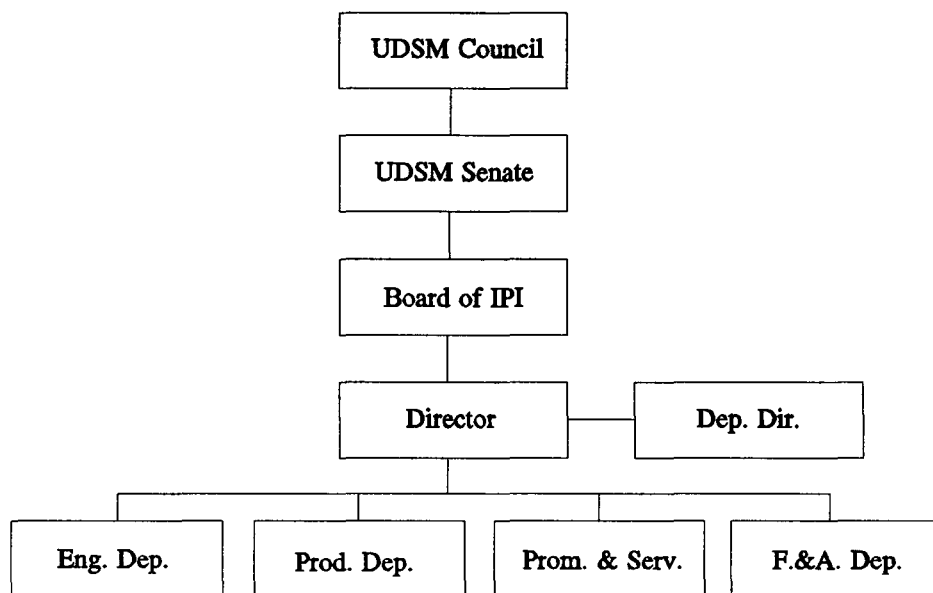 UDSM Council
UDSM Senate
Board of IPI
Director
Dep. Dir.
Eng. Dep.
Prod. Dep.
Prom. & Serv.
F.&A. Dep.